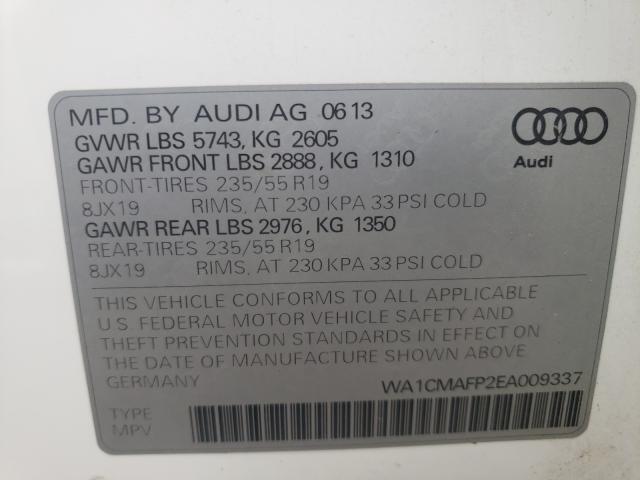 MFD. BY AUDI AG 06 13
GVWR LBS 5743, KG 2605
GAWR FRONT LBS 2888, KG 1310
FRONT-TIRES 235/55 R19
8JX19 RIMS, AT 230 KPA 33 PSI COLD
GAWR REAR LBS 2976, KG 1350
REAR-TIRES 235/55 R19
8JX19 RIMS, AT 230 KPA 33 PSI COLD
Audi
THIS VEHICLE CONFORMS TO ALL APPLICABLE
U.S. FEDERAL MOTOR VEHICLE SAFETY AND
THEFT PREVENTION STANDARDS IN EFFECT ON
THE DATE OF MANUFACTURE SHOWN ABOVE
GERMANY WA1CMAFP2EA009337
TYPE
MPV